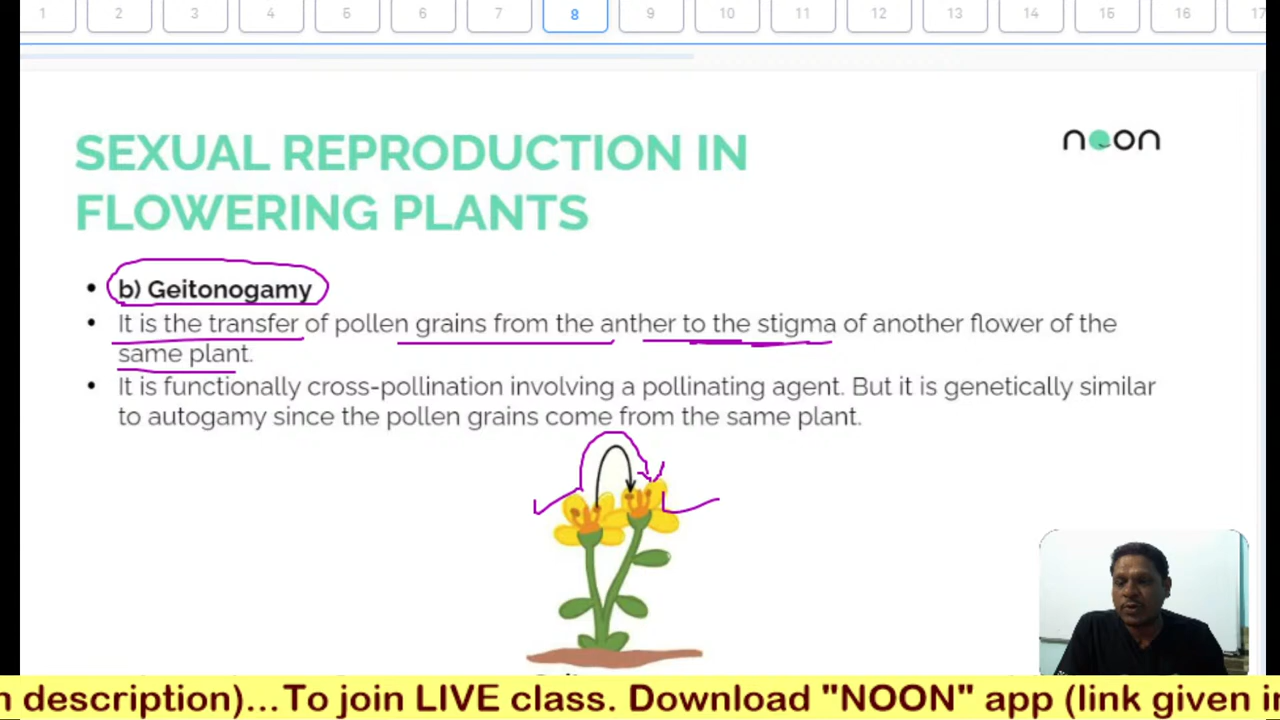 1 2 3 4 5 6 7 8 9 10 11 12 13 14 15 16 17
SEXUAL REPRODUCTION IN
FLOWERING PLANTS
noon
• b) Geitonogamy
• It is the transfer of pollen grains from the anther to the stigma of another flower of the
same plant.
• It is functionally cross-pollination involving a pollinating agent. But it is genetically similar
to autogamy since the pollen grains come from the same plant.
n description)...To join LIVE class. Download "NOON" app (link given in